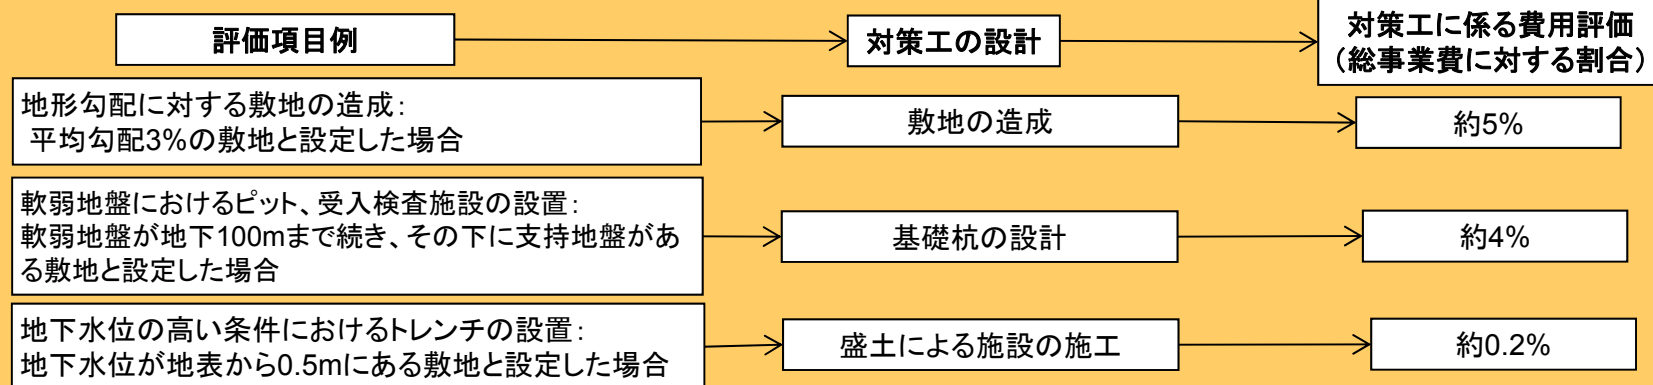 評価項目例
対策工の設計
対策工に係る費用評価
（総事業費に対する割合）
地形勾配に対する敷地の造成：
平均勾配3%の敷地と設定した場合
敷地の造成
約5%
軟弱地盤におけるピット、受入検査施設の設置：
軟弱地盤が地下100mまで続き、その下に支持地盤があ
る敷地と設定した場合
基礎杭の設計
約4%
地下水位の高い条件におけるトレンチの設置：
地下水位が地表から0.5mにある敷地と設定した場合
盛土による施設の施工
約0.2%